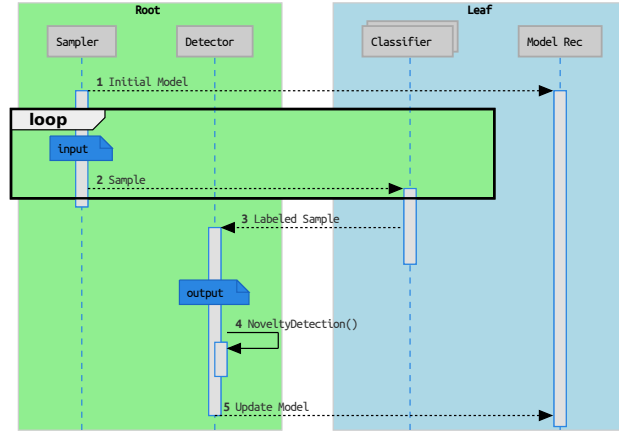 Root
Leaf
Sampler
Detector
Classifier
Model Rec
1 Initial Model
loop
input
2 Sample
3 Labeled Sample
output
4 NoveltyDetection()
5 Update Model